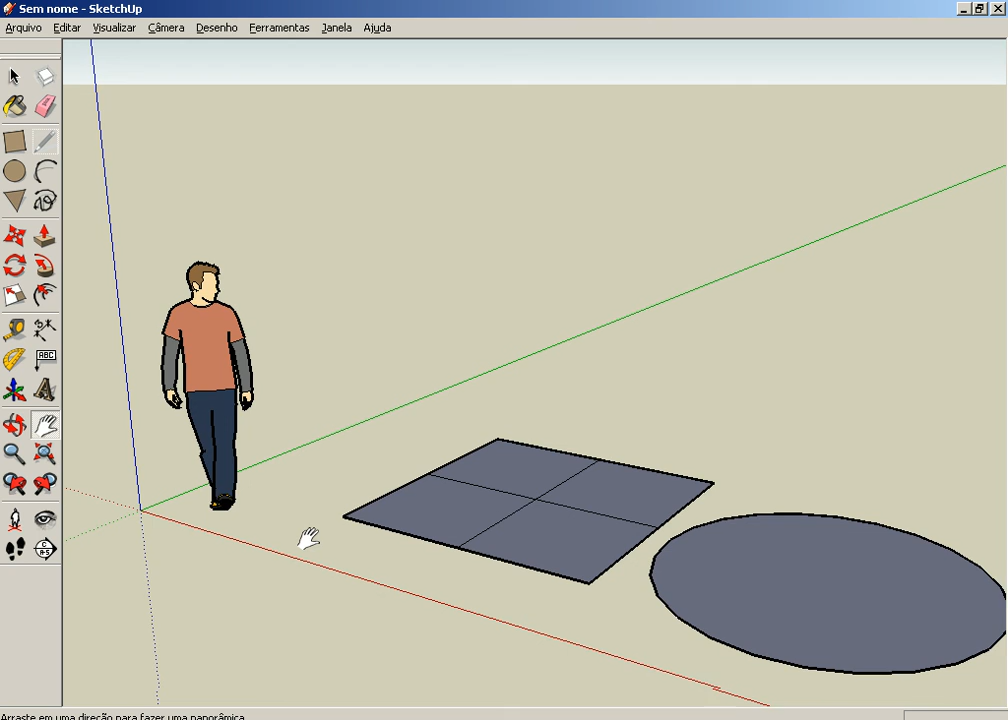 Sem nome - SketchUp
Arquivo Editar Visualizar Câmera Desenho Ferramentas Janela Ajuda
ABC
Arraste em uma direção para fazer uma panorâmica